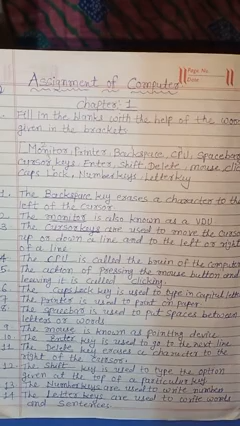 Page No.
Date:
Assignment of Computer
Chapter: 1
Fill In the blanks with the help of the
given in the brackets
[ Monitor, Printer, Backspace, CPU, Spacebar
Cursor keys, Enter, Shift, Delete, mouse,
Caps Lock, Number keys, Letter key
1. The Backspace key erases a character to the
left of the cursor
2. The monitor is also known as a VDU
3. The Cursor keys are used to move the cursor
up or down a line and to the left or right
of a line
4 The CPU is called the brain of the computer
5. The action of pressing the mouse button and
leaving it is called clicking.
6. The Capslock key is used to type in capital
7 The printer is used to print on paper
8 The spacebar is used to put spaces between
letters or words
9 The mouse is known as pointing device
10. The Enter key is used to go to the next line
11 The Delete key erases a character to the
right of the cursor.
12. The Shift key is used to type the option
given at the top of a particular key
13 The Number keys are used to write number
14 The Letter keys are used to write words
and Sentences